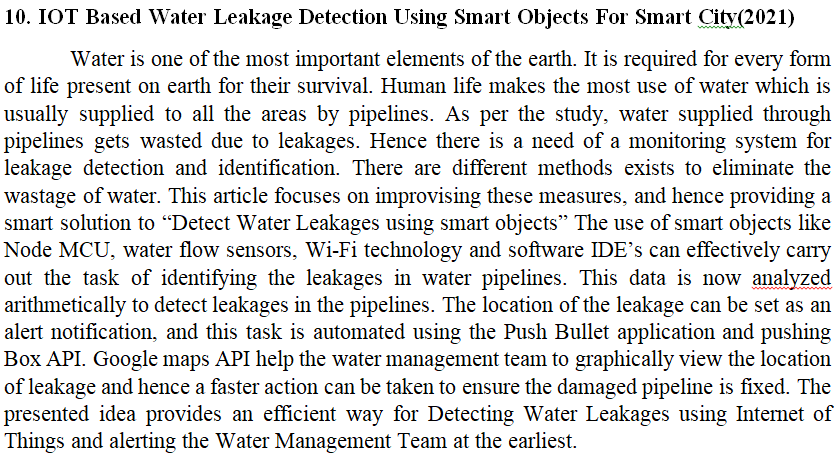 10. IOT Based Water Leakage Detection Using Smart Objects For Smart City(2021)
Water is one of the most important elements of the earth. It is required for every form
of life present on earth for their survival. Human life makes the most use of water which is
usually supplied to all the areas by pipelines. As per the study, water supplied through
pipelines gets wasted due to leakages. Hence there is a need of a monitoring system for
leakage detection and identification. There are different methods exists to eliminate the
wastage of water. This article focuses on improvising these measures, and hence providing a
smart solution to “Detect Water Leakages using smart objects” The use of smart objects like
Node MCU, water flow sensors, Wi-Fi technology and software IDE’s can effectively carry
out the task of identifying the leakages in water pipelines. This data is now analyzed
arithmetically to detect leakages in the pipelines. The location of the leakage can be set as an
alert notification, and this task is automated using the Push Bullet application and pushing
Box API. Google maps API help the water management team to graphically view the location
of leakage and hence a faster action can be taken to ensure the damaged pipeline is fixed. The
presented idea provides an efficient way for Detecting Water Leakages using Internet of
Things and alerting the Water Management Team at the earliest.